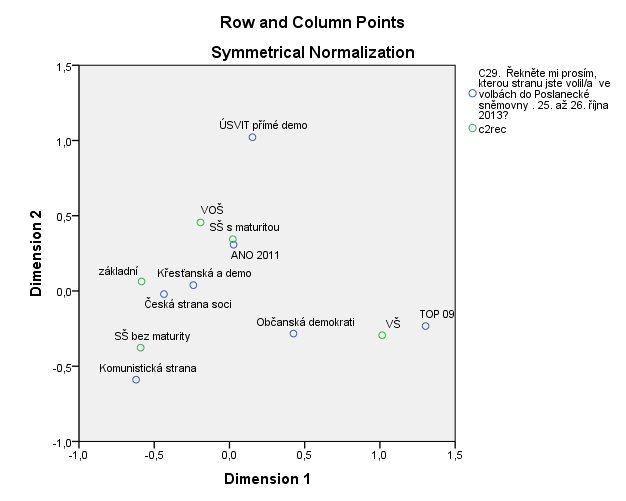 Row and Column Points
Symmetrical Normalization
C29. Řekněte mi prosím,
kterou stranu jste volil/a ve
volbách do Poslanecké
sněmovny . 25. až 26. října
2013?
c2rec
1,5
1,0
0,5
0,0
-0,5
-1,0
Dimension 2
ÚSVIT přímé demo
VOŠ
SŠ s maturitou
ANO 2011
základní
Křesťanská a demo
Česká strana soci
Občanská demokrati
VŠ
TOP 09
SŠ bez maturity
Komunistická strana
-1,0
-0,5
0,0
0,5
1,0
1,5
Dimension 1